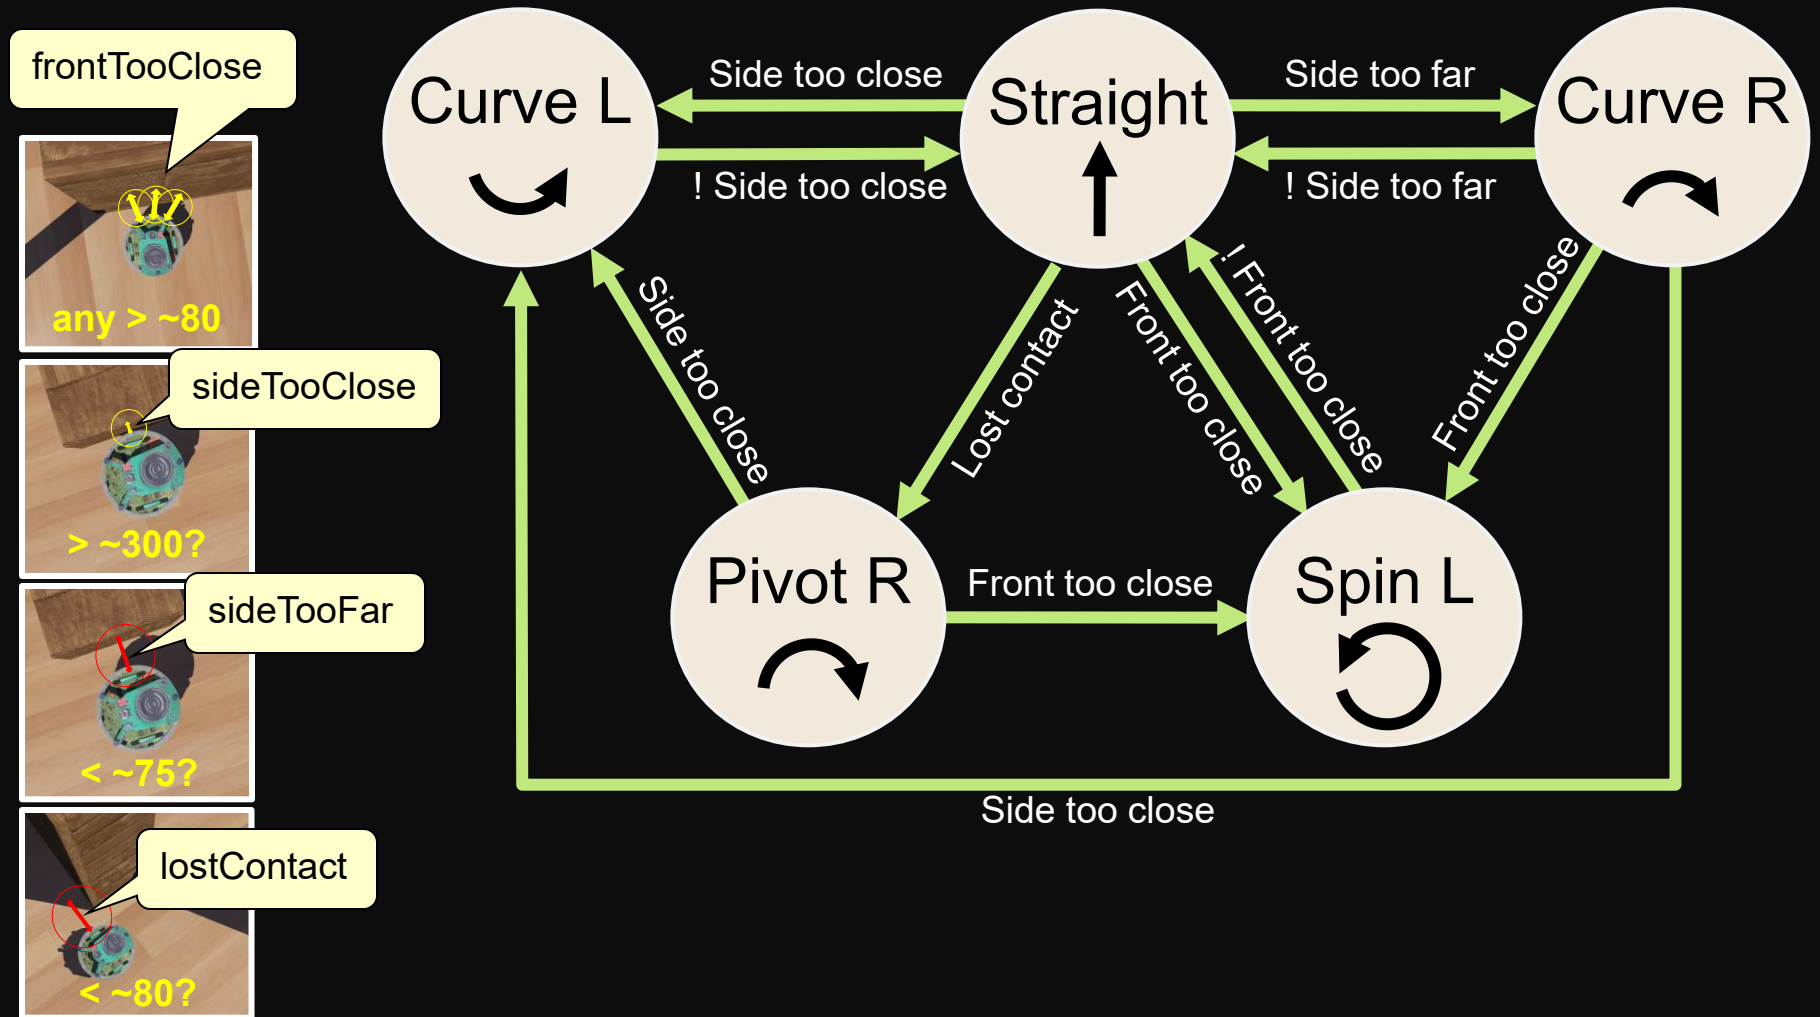 frontTooClose
any > ~80
sideTooClose
> ~300?
sideTooFar
< ~75?
lostContact
< ~80?
Curve L
Side too close
! Side too close
Straight
Side too far
! Side too far
Curve R
Side too close
Lost contact
Front too close
! Front too close
Front too close
Pivot R
Front too close
Spin L
Side too close